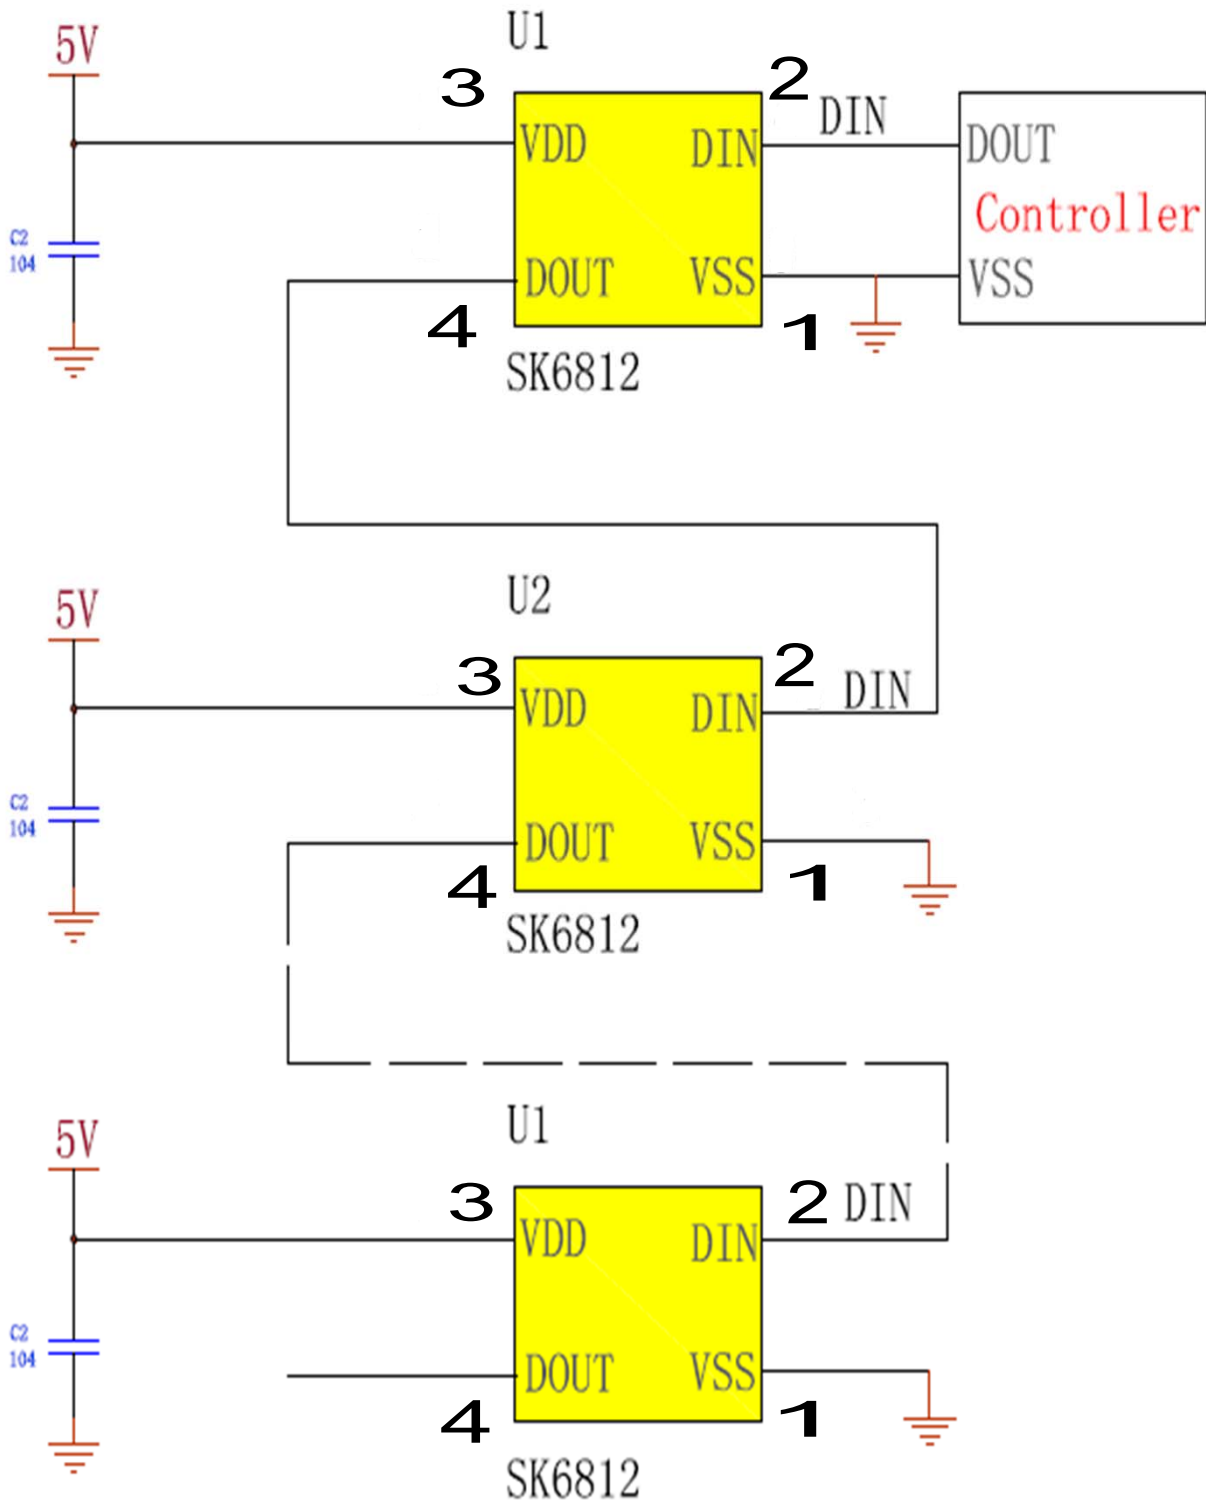 U1
5V
3
2
DIN
VDD
DIN
DOUT
Controller
C2
104
DOUT
VSS
VSS
4
1
SK6812
U2
5V
3
2
DIN
VDD
DIN
C2
104
DOUT
VSS
4
1
SK6812
U1
5V
3
2
DIN
VDD
DIN
C2
104
DOUT
VSS
4
1
SK6812